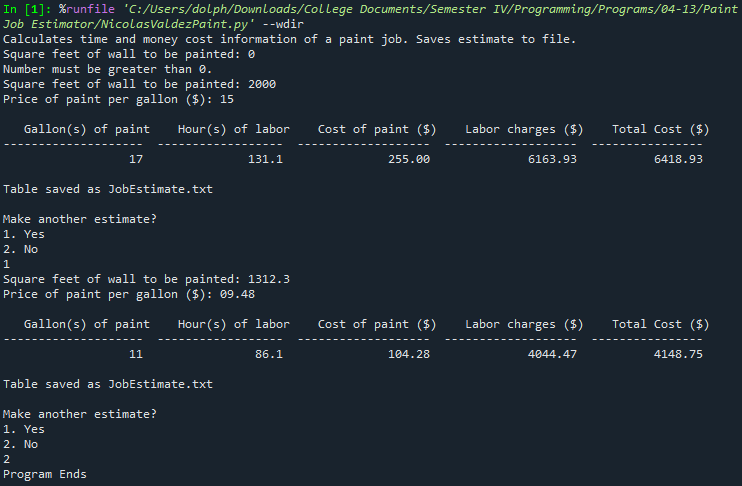 In [1]: %runfile 'C:/Users/dolph/Downloads/College Documents/Semester IV/Programming/Programs/04-13/Paint
Job Estimator/NicolasValdezPaint.py' --wdir
Calculates time and money cost information of a paint job. Saves estimate to file.
Square feet of wall to be painted: 0
Number must be greater than 0.
Square feet of wall to be painted: 2000
Price of paint per gallon ($): 15

   Gallon(s) of paint    Hour(s) of labor    Cost of paint ($)    Labor charges ($)    Total Cost ($)
--------------------  ------------------  -------------------  -------------------  ----------------
                  17               131.1               255.00              6163.93           6418.93

Table saved as JobEstimate.txt

Make another estimate?
1. Yes
2. No
1
Square feet of wall to be painted: 1312.3
Price of paint per gallon ($): 09.48

   Gallon(s) of paint    Hour(s) of labor    Cost of paint ($)    Labor charges ($)    Total Cost ($)
--------------------  ------------------  -------------------  -------------------  ----------------
                  11                86.1               104.28              4044.47           4148.75

Table saved as JobEstimate.txt

Make another estimate?
1. Yes
2. No
2
Program Ends